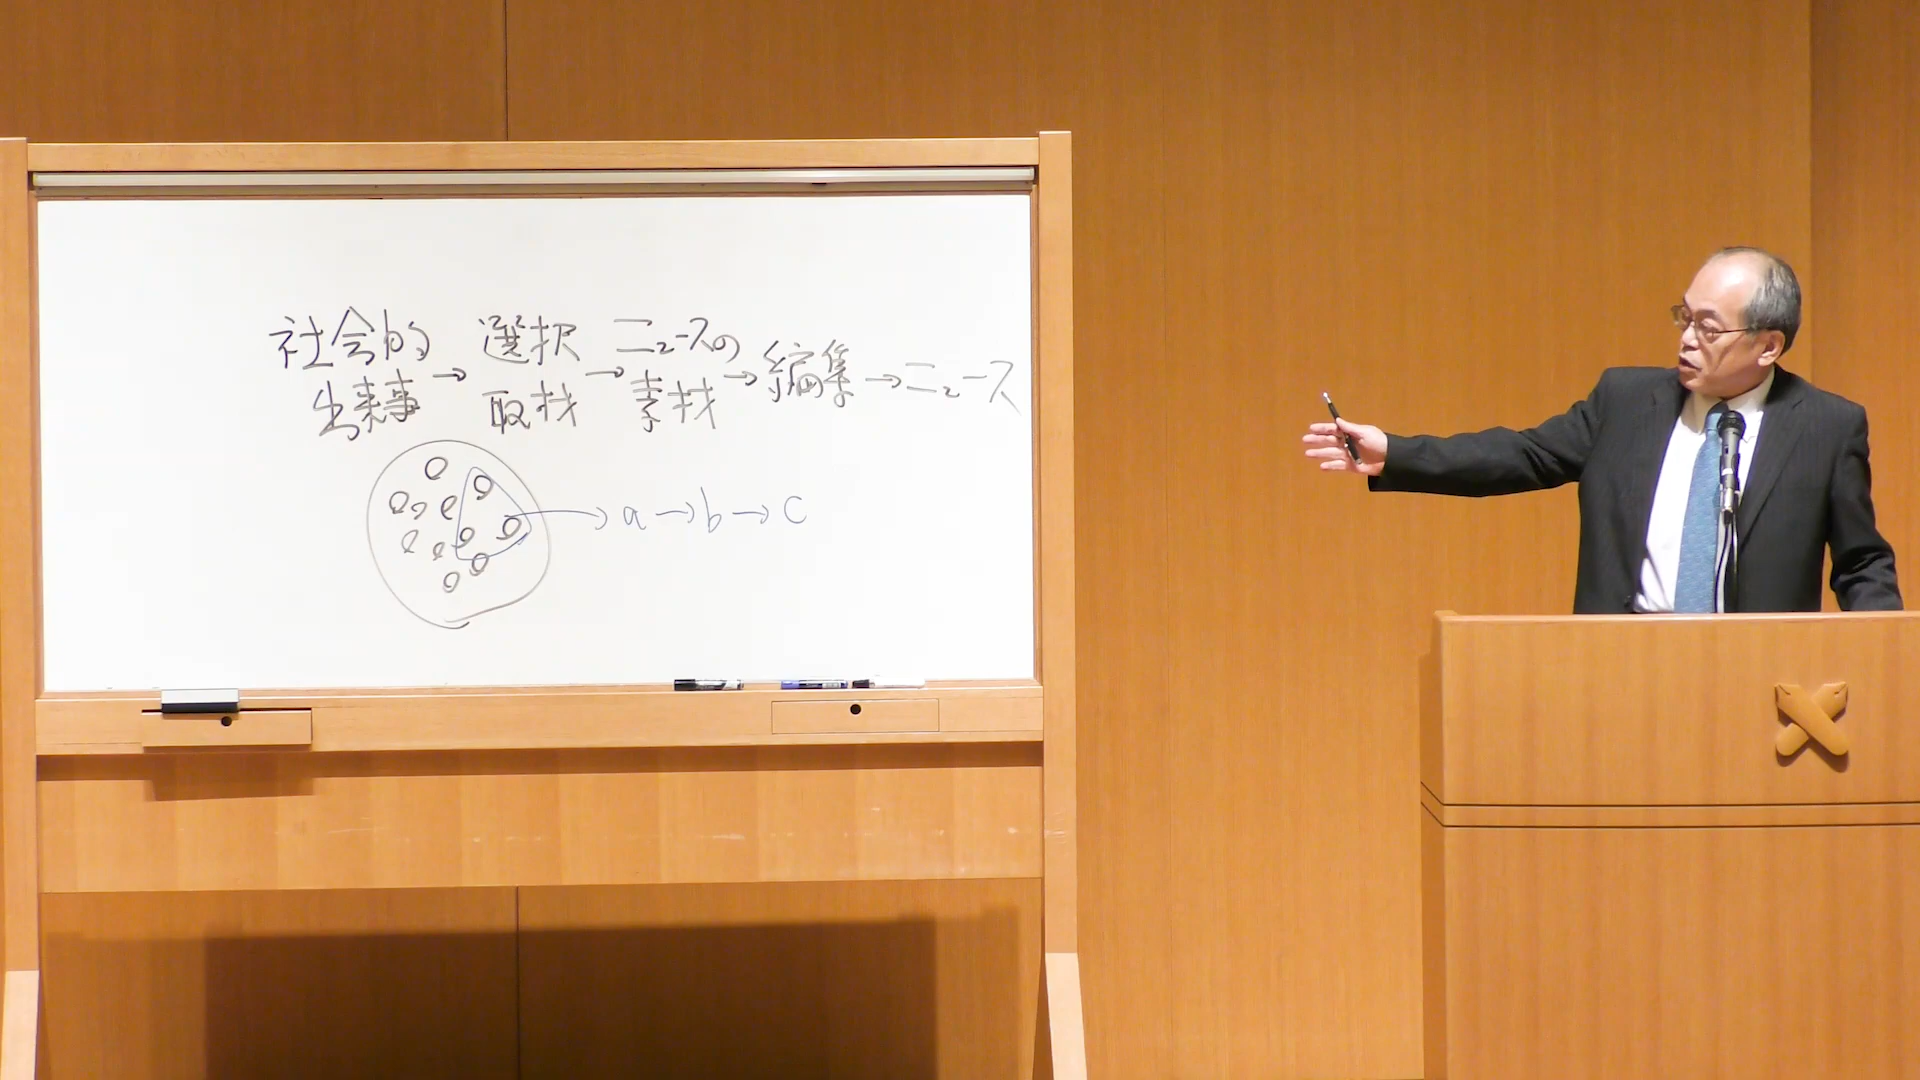 社会的 選択 ニュースの
出来事 → 取材 → 素材 → 編集 → ニュース
→ a → b → c